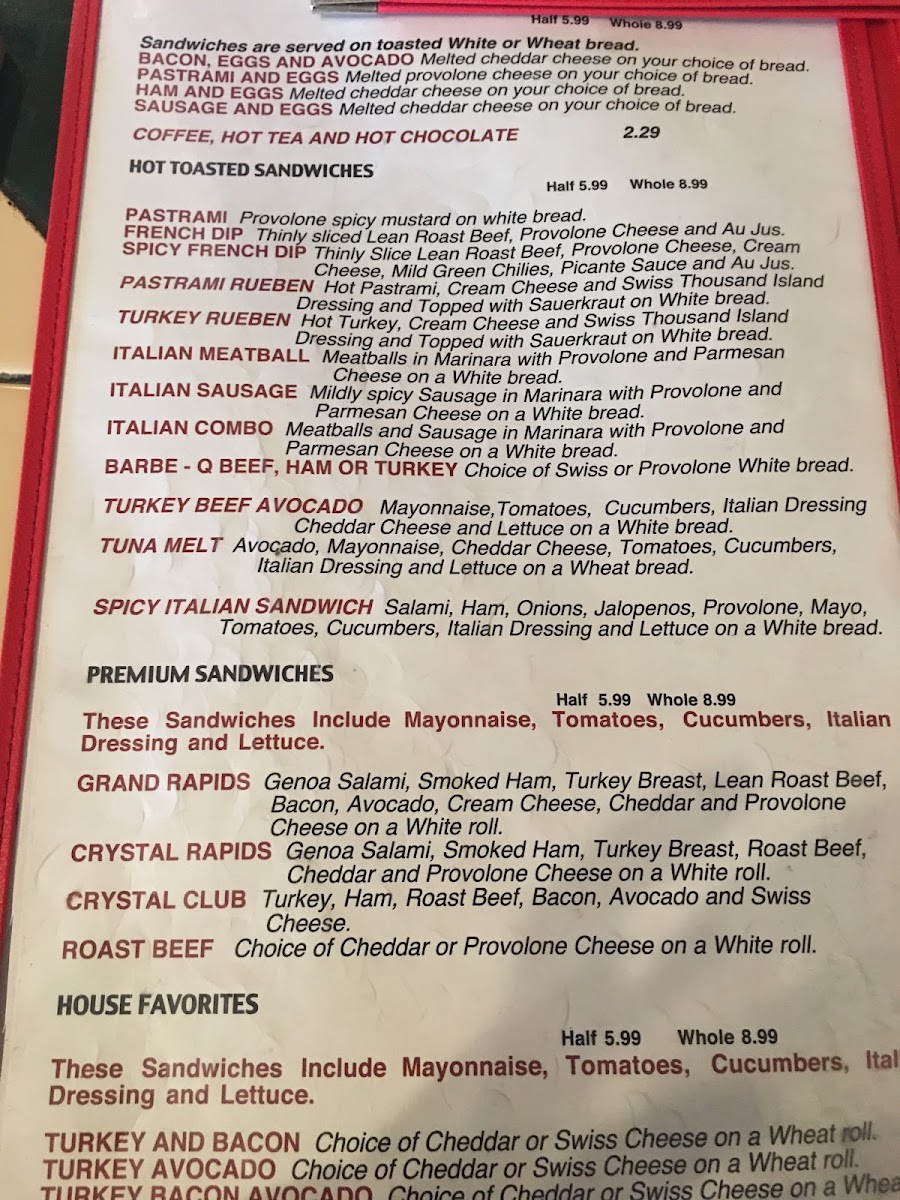 Half 5.99 Whole 8.99
Sandwiches are served on toasted White or Wheat bread.
BACON, EGGS AND AVOCADO Melted cheddar cheese on your choice of bread.
PASTRAMI AND EGGS Melted provolone cheese on your choice of bread.
HAM AND EGGS Melted cheddar cheese on your choice of bread.
SAUSAGE AND EGGS Melted cheddar cheese on your choice of bread.
COFFEE, HOT TEA AND HOT CHOCOLATE 2.29
HOT TOASTED SANDWICHES
Half 5.99 Whole 8.99
PASTRAMI Provolone spicy mustard on white bread.
FRENCH DIP Thinly sliced Lean Roast Beef, Provolone Cheese and Au Jus.
SPICY FRENCH DIP Thinly Slice Lean Roast Beef, Provolone Cheese, Cream
Cheese, Mild Green Chilies, Picante Sauce and Au Jus.
PASTRAMI RUEBEN Hot Pastrami, Cream Cheese and Swiss Thousand Island
Dressing and Topped with Sauerkraut on White bread.
TURKEY RUEBEN Hot Turkey, Cream Cheese and Swiss Thousand Island
Dressing and Topped with Sauerkraut on White bread.
ITALIAN MEATBALL Meatballs in Marinara with Provolone and Parmesan
Cheese on a White bread.
ITALIAN SAUSAGE Mildly spicy Sausage in Marinara with Provolone and
Parmesan Cheese on a White bread.
ITALIAN COMBO Meatballs and Sausage in Marinara with Provolone and
Parmesan Cheese on a White bread.
BARBE - Q BEEF, HAM OR TURKEY Choice of Swiss or Provolone White bread.
TURKEY BEEF AVOCADO Mayonnaise, Tomatoes, Cucumbers, Italian Dressing
Cheddar Cheese and Lettuce on a White bread.
TUNA MELT Avocado, Mayonnaise, Cheddar Cheese, Tomatoes, Cucumbers,
Italian Dressing and Lettuce on a Wheat bread.
SPICY ITALIAN SANDWICH Salami, Ham, Onions, Jalopenos, Provolone, Mayo,
Tomatoes, Cucumbers, Italian Dressing and Lettuce on a White bread.
PREMIUM SANDWICHES
Half 5.99 Whole 8.99
These Sandwiches Include Mayonnaise, Tomatoes, Cucumbers, Italian
Dressing and Lettuce.
GRAND RAPIDS Genoa Salami, Smoked Ham, Turkey Breast, Lean Roast Beef,
Bacon, Avocado, Cream Cheese, Cheddar and Provolone
Cheese on a White roll.
CRYSTAL RAPIDS Genoa Salami, Smoked Ham, Turkey Breast, Roast Beef,
Cheddar and Provolone Cheese on a White roll.
CRYSTAL CLUB Turkey, Ham, Roast Beef, Bacon, Avocado and Swiss
Cheese.
ROAST BEEF Choice of Cheddar or Provolone Cheese on a White roll.
HOUSE FAVORITES
Half 5.99 Whole 8.99
These Sandwiches Include Mayonnaise, Tomatoes, Cucumbers, Ital
Dressing and Lettuce.
TURKEY AND BACON Choice of Cheddar or Swiss Cheese on a Wheat roll.
TURKEY AVOCADO Choice of Cheddar or Swiss Cheese on a Wheat roll.
TURKEY BACON AVOCADO Choice of Cheddar or Swiss Cheese on a Whea